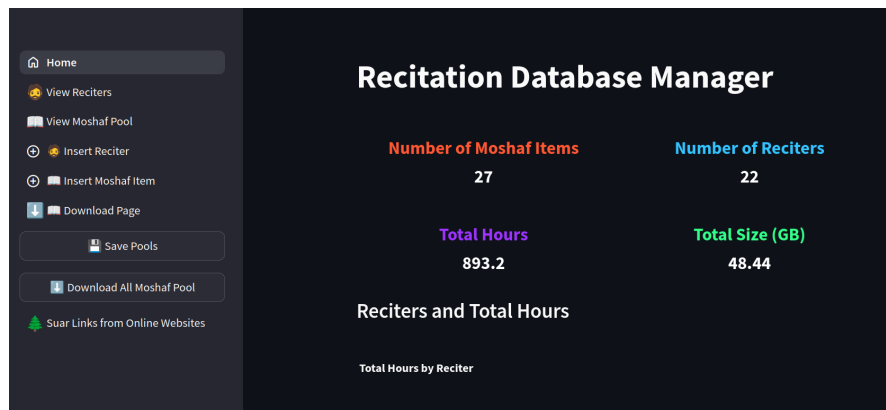 Home
View Reciters
View Moshaf Pool
Insert Reciter
Insert Moshaf Item
Download Page
Save Pools
Download All Moshaf Pool
Suar Links from Online Websites
Recitation Database Manager
Number of Moshaf Items
27
Number of Reciters
22
Total Hours
893.2
Total Size (GB)
48.44
Reciters and Total Hours
Total Hours by Reciter